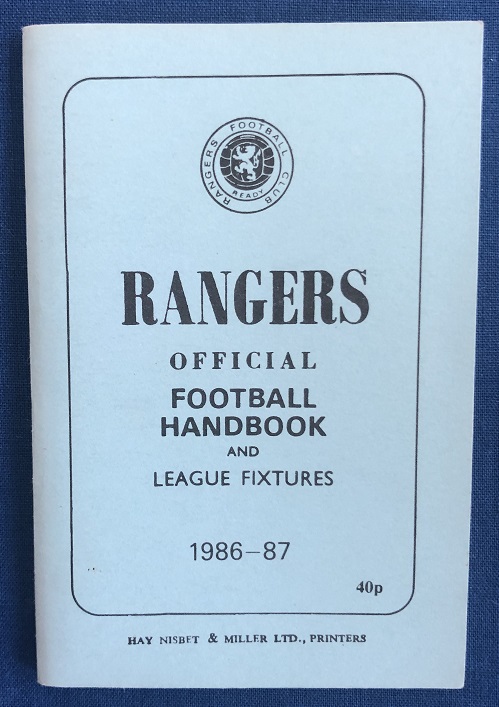 RANGERS FOOTBALL CLUB
READY
RANGERS
OFFICIAL
FOOTBALL
HANDBOOK
AND
LEAGUE FIXTURES
1986-87
40p
HAY NISBET & MILLER LTD., PRINTERS